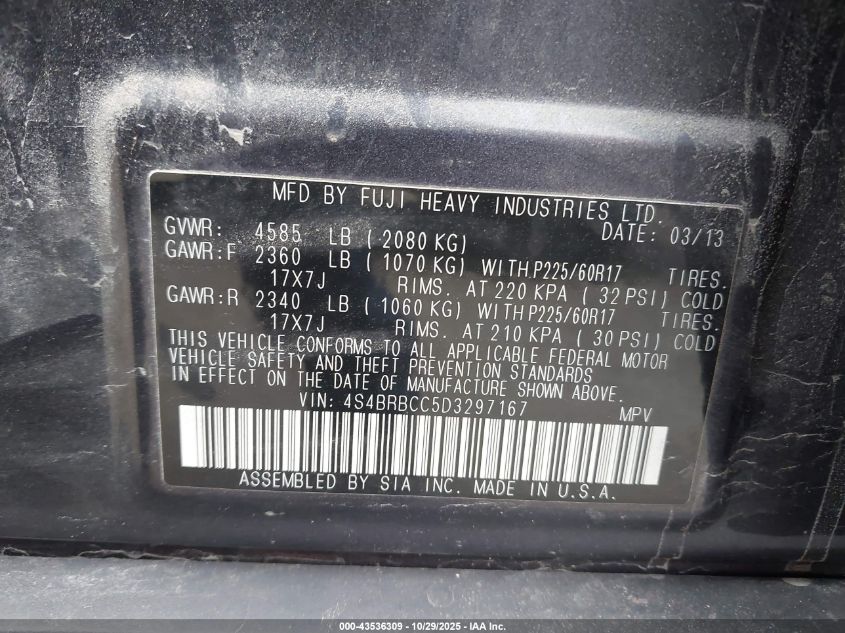 MFD BY FUJI HEAVY INDUSTRIES LTD.
GVWR: 4585 LB ( 2080 KG) DATE: 03/13
GAWR:F 2360 LB ( 1070 KG) WITH P225/60R17 TIRES.
17X7J RIMS. AT 220 KPA ( 32 PSI) COLD
GAWR:R 2340 LB ( 1060 KG) WITH P225/60R17 TIRES.
17X7J RIMS. AT 210 KPA ( 30 PSI) COLD
THIS VEHICLE CONFORMS TO ALL APPLICABLE FEDERAL MOTOR
VEHICLE SAFETY AND THEFT PREVENTION STANDARDS
IN EFFECT ON THE DATE OF MANUFACTURE SHOWN ABOVE.
VIN: 4S4BRBCC5D3297167 MPV
ASSEMBLED BY SIA INC. MADE IN U.S.A.
000-43536309 - 10/29/2025 - IAA Inc.